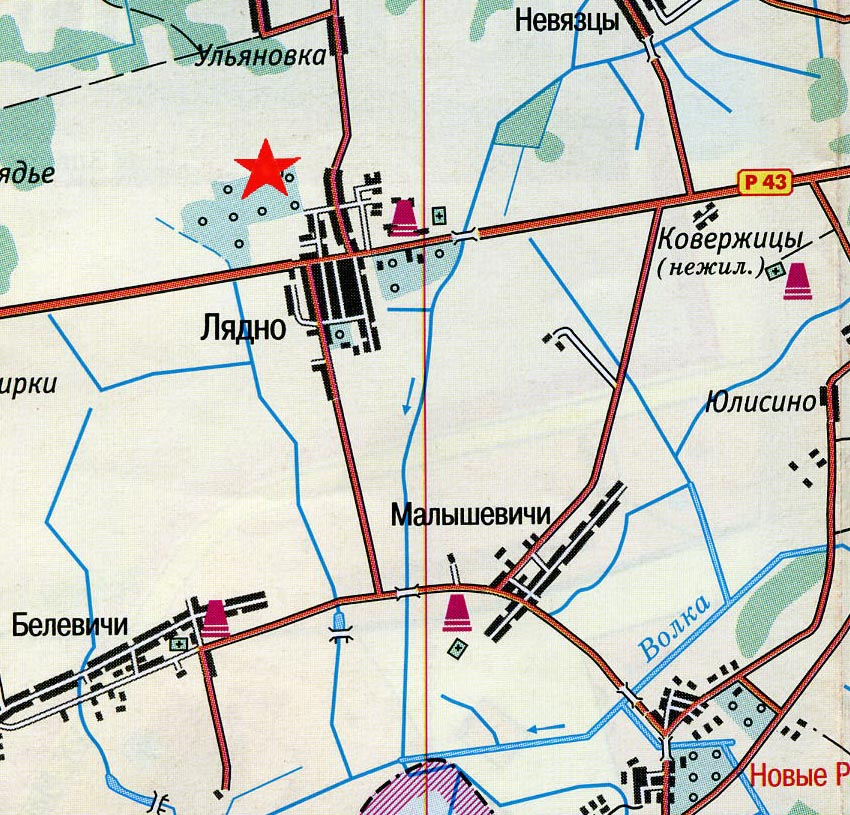 Невязцы
Ульяновка
ядье
Р 43
Ковержицы
(нежил.)
Лядно
ирки
Юлисино
Малышевичи
Белевичи
Волка
Новые Р